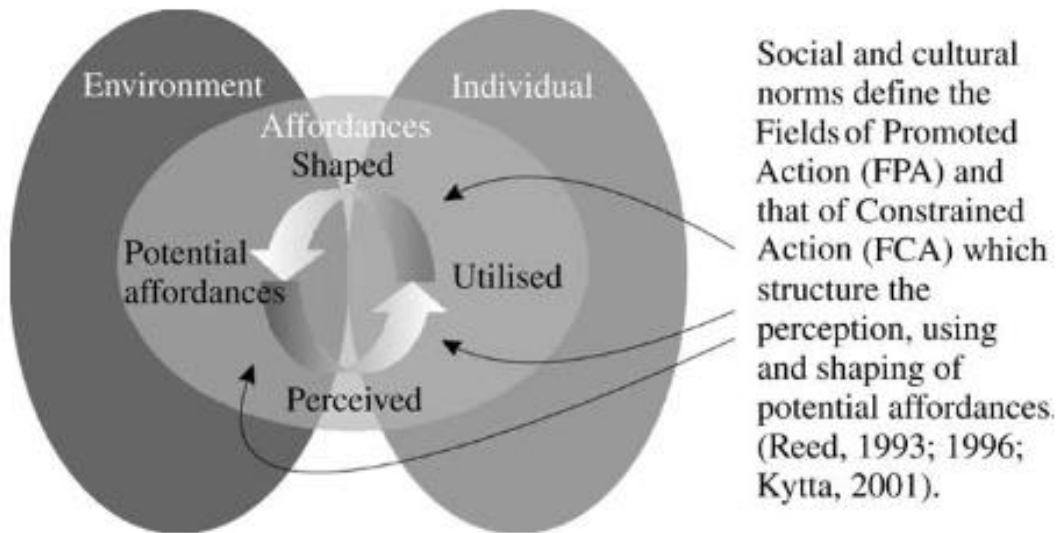 Environment
Individual
Affordances
Shaped
Potential
affordances
Utilised
Perceived
Social and cultural
norms define the
Fields of Promoted
Action (FPA) and
that of Constrained
Action (FCA) which
structure the
perception, using
and shaping of
potential affordances.
(Reed, 1993; 1996;
Kytta, 2001).